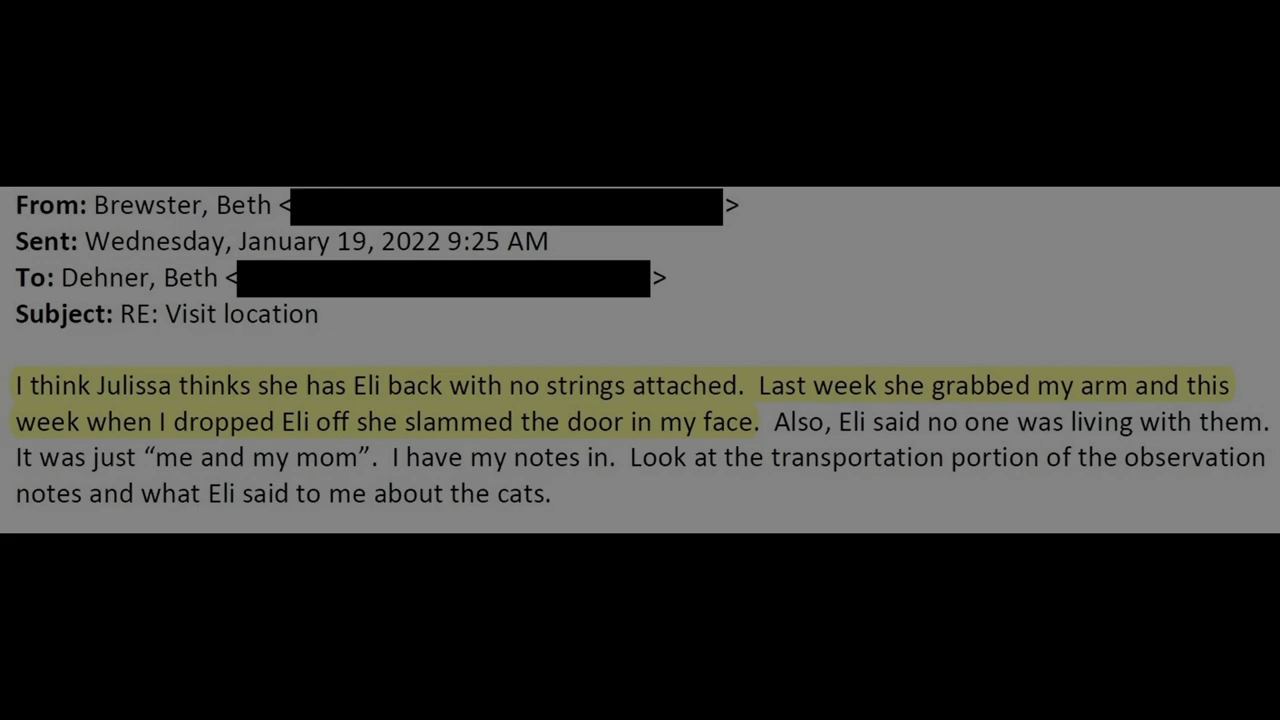 From: Brewster, Beth < >
Sent: Wednesday, January 19, 2022 9:25 AM
To: Dehner, Beth < >
Subject: RE: Visit location
I think Julissa thinks she has Eli back with no strings attached.  Last week she grabbed my arm and this
week when I dropped Eli off she slammed the door in my face.  Also, Eli said no one was living with them.
It was just “me and my mom”.  I have my notes in.  Look at the transportation portion of the observation
notes and what Eli said to me about the cats.